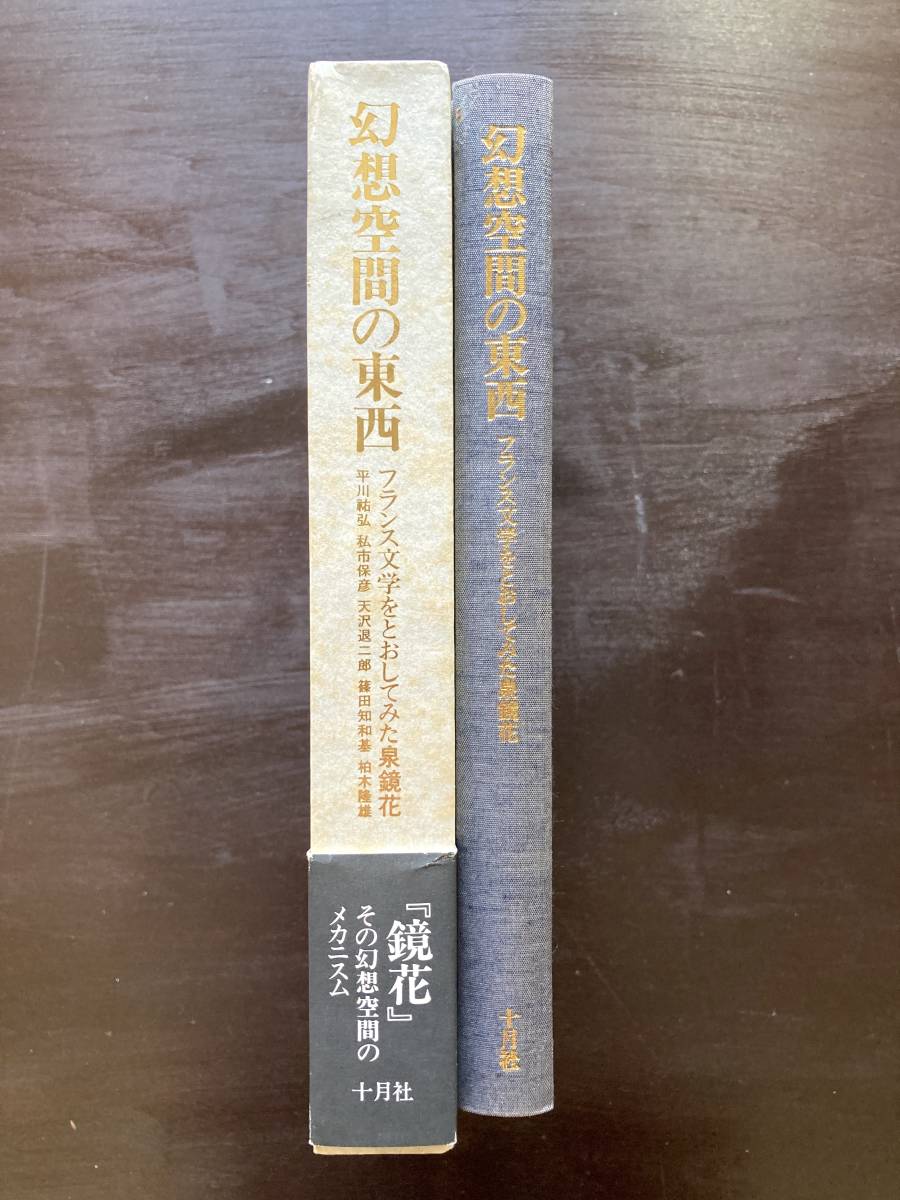 幻想空間の東西
フランス文学をとおしてみた泉鏡花
平川祐弘 私市保彦 天沢退二郎 篠田知和基 柏木隆雄
『鏡花』
その幻想空間の
メカニスム
十月社
幻想空間の東西
フランス文学をとおしてみた泉鏡花
十月社